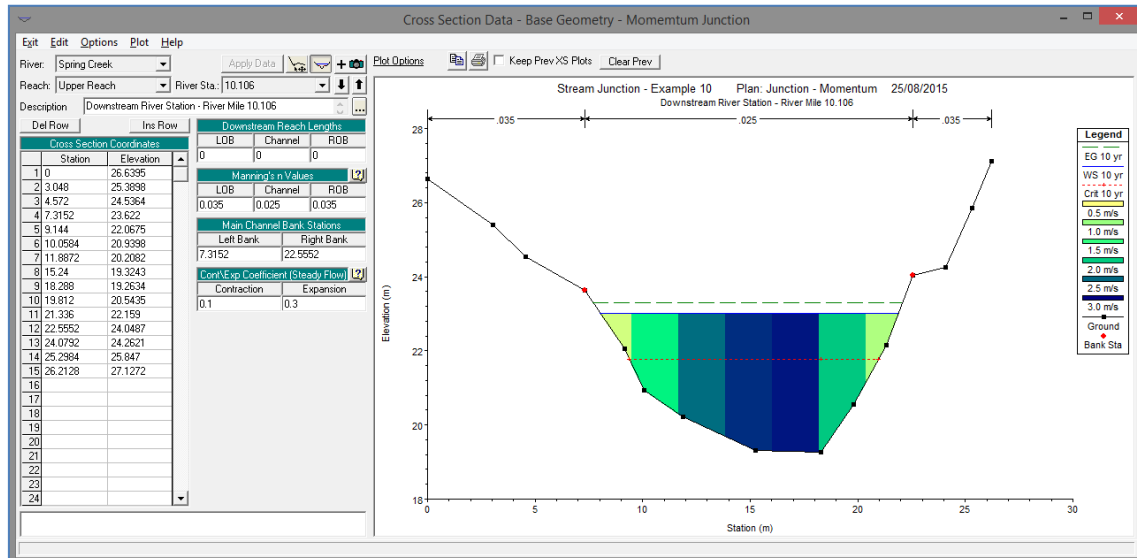 Cross Section Data - Base Geometry - Momemtum Junction
Exit Edit Options Plot Help
River: Spring Creek Apply Data
Reach: Upper Reach River Sta.: 10.106
Description Downstream River Station - River Mile 10.106 ...
Del Row Ins Row
Cross Section Coordinates
Station Elevation
1 0 26.6395
2 3.048 25.3898
3 4.572 24.5364
4 7.3152 23.622
5 9.144 22.0675
6 10.0584 20.9398
7 11.8872 20.2082
8 15.24 19.3243
9 18.288 19.2634
10 19.812 20.5435
11 21.336 22.159
12 22.5552 24.0487
13 24.0792 24.2621
14 25.2984 25.847
15 26.2128 27.1272
16
17
18
19
20
21
22
23
24
Downstream Reach Lengths
LOB Channel ROB
0 0 0
Manning's n Values
LOB Channel ROB
0.035 0.025 0.035
Main Channel Bank Stations
Left Bank Right Bank
7.3152 22.5552
Cont\Exp Coefficient (Steady Flow)
Contraction Expansion
0.1 0.3
Plot Options Keep Prev XS Plots Clear Prev
Stream Junction - Example 10 Plan: Junction - Momentum 25/08/2015
Downstream River Station - River Mile 10.106
.035 .025 .035
28
26
24
22
20
18
Elevation (m)
0 5 10 15 20 25 30
Station (m)
Legend
EG 10 yr
WS 10 yr
Crit 10 yr
0.5 m/s
1.0 m/s
1.5 m/s
2.0 m/s
2.5 m/s
3.0 m/s
Ground
Bank Sta